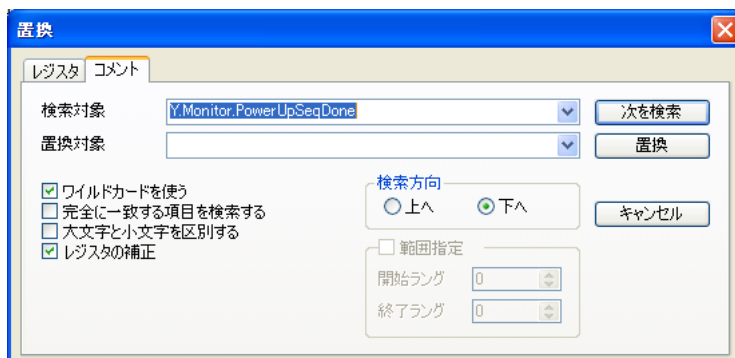 置換
レジスタ コメント
検索対象 Y.Monitor.PowerUpSeqDone 次を検索
置換対象 置換
ワイルドカードを使う
完全に一致する項目を検索する
大文字と小文字を区別する
レジスタの補正
検索方向
上へ 下へ
キャンセル
範囲指定
開始ラング 0
終了ラング 0